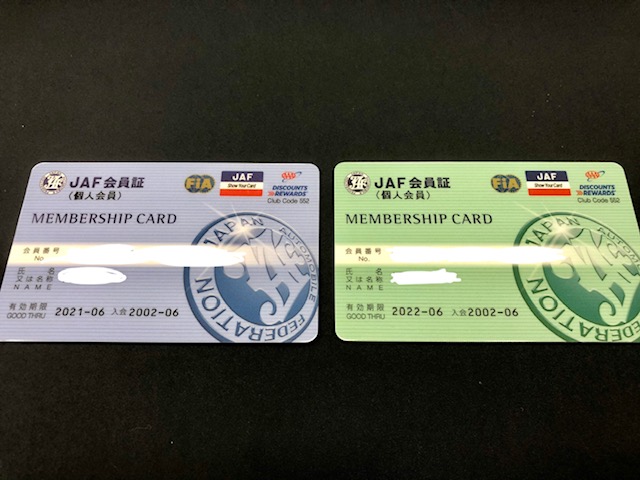 JAF会員証
（個人会員）
FiA
JAF
Show Your Card
AAA
DISCOUNTS
& REWARDS
Club Code 552
MEMBERSHIP CARD
会員番号
No
氏 名
又は名称
NAME
有効期限
GOOD THRU
2021-06 入会2002-06
JAPAN AUTOMOBILE FEDERATION
JAF会員証
（個人会員）
FiA
JAF
Show Your Card
AAA
DISCOUNTS
& REWARDS
Club Code 552
MEMBERSHIP CARD
会員番号
No.
氏 名
又は名称
NAME
有効期限
GOOD THRU
2022-06 入会2002-06
JAPAN
FEDERATION